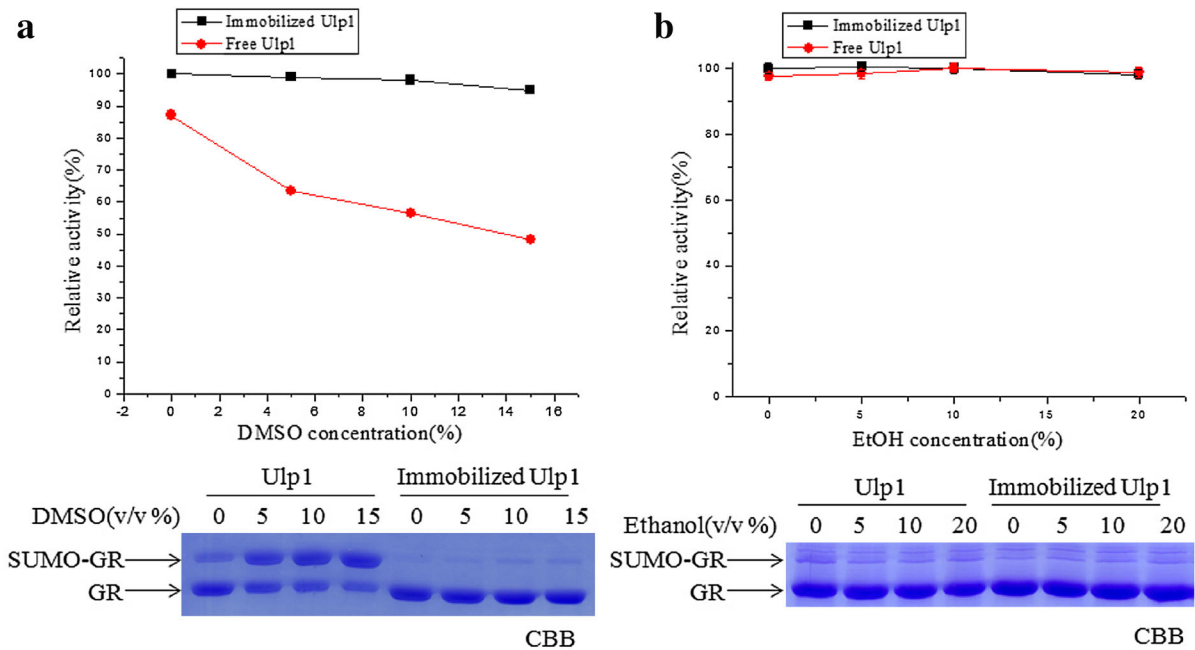 a
Immobilized Ulp1
Free Ulp1
Relative activity(%)
100
90
80
70
60
50
40
30
20
10
0
-2 0 2 4 6 8 10 12 14 16
DMSO concentration(%)
Ulp1 Immobilized Ulp1
DMSO(v/v %) 0 5 10 15 0 5 10 15
SUMO-GR
GR
CBB
b
Immobilized Ulp1
Free Ulp1
Relative activity(%)
100
80
60
40
20
0
0 5 10 15 20
EtOH concentration(%)
Ulp1 Immobilized Ulp1
Ethanol(v/v %) 0 5 10 20 0 5 10 20
SUMO-GR
GR
CBB